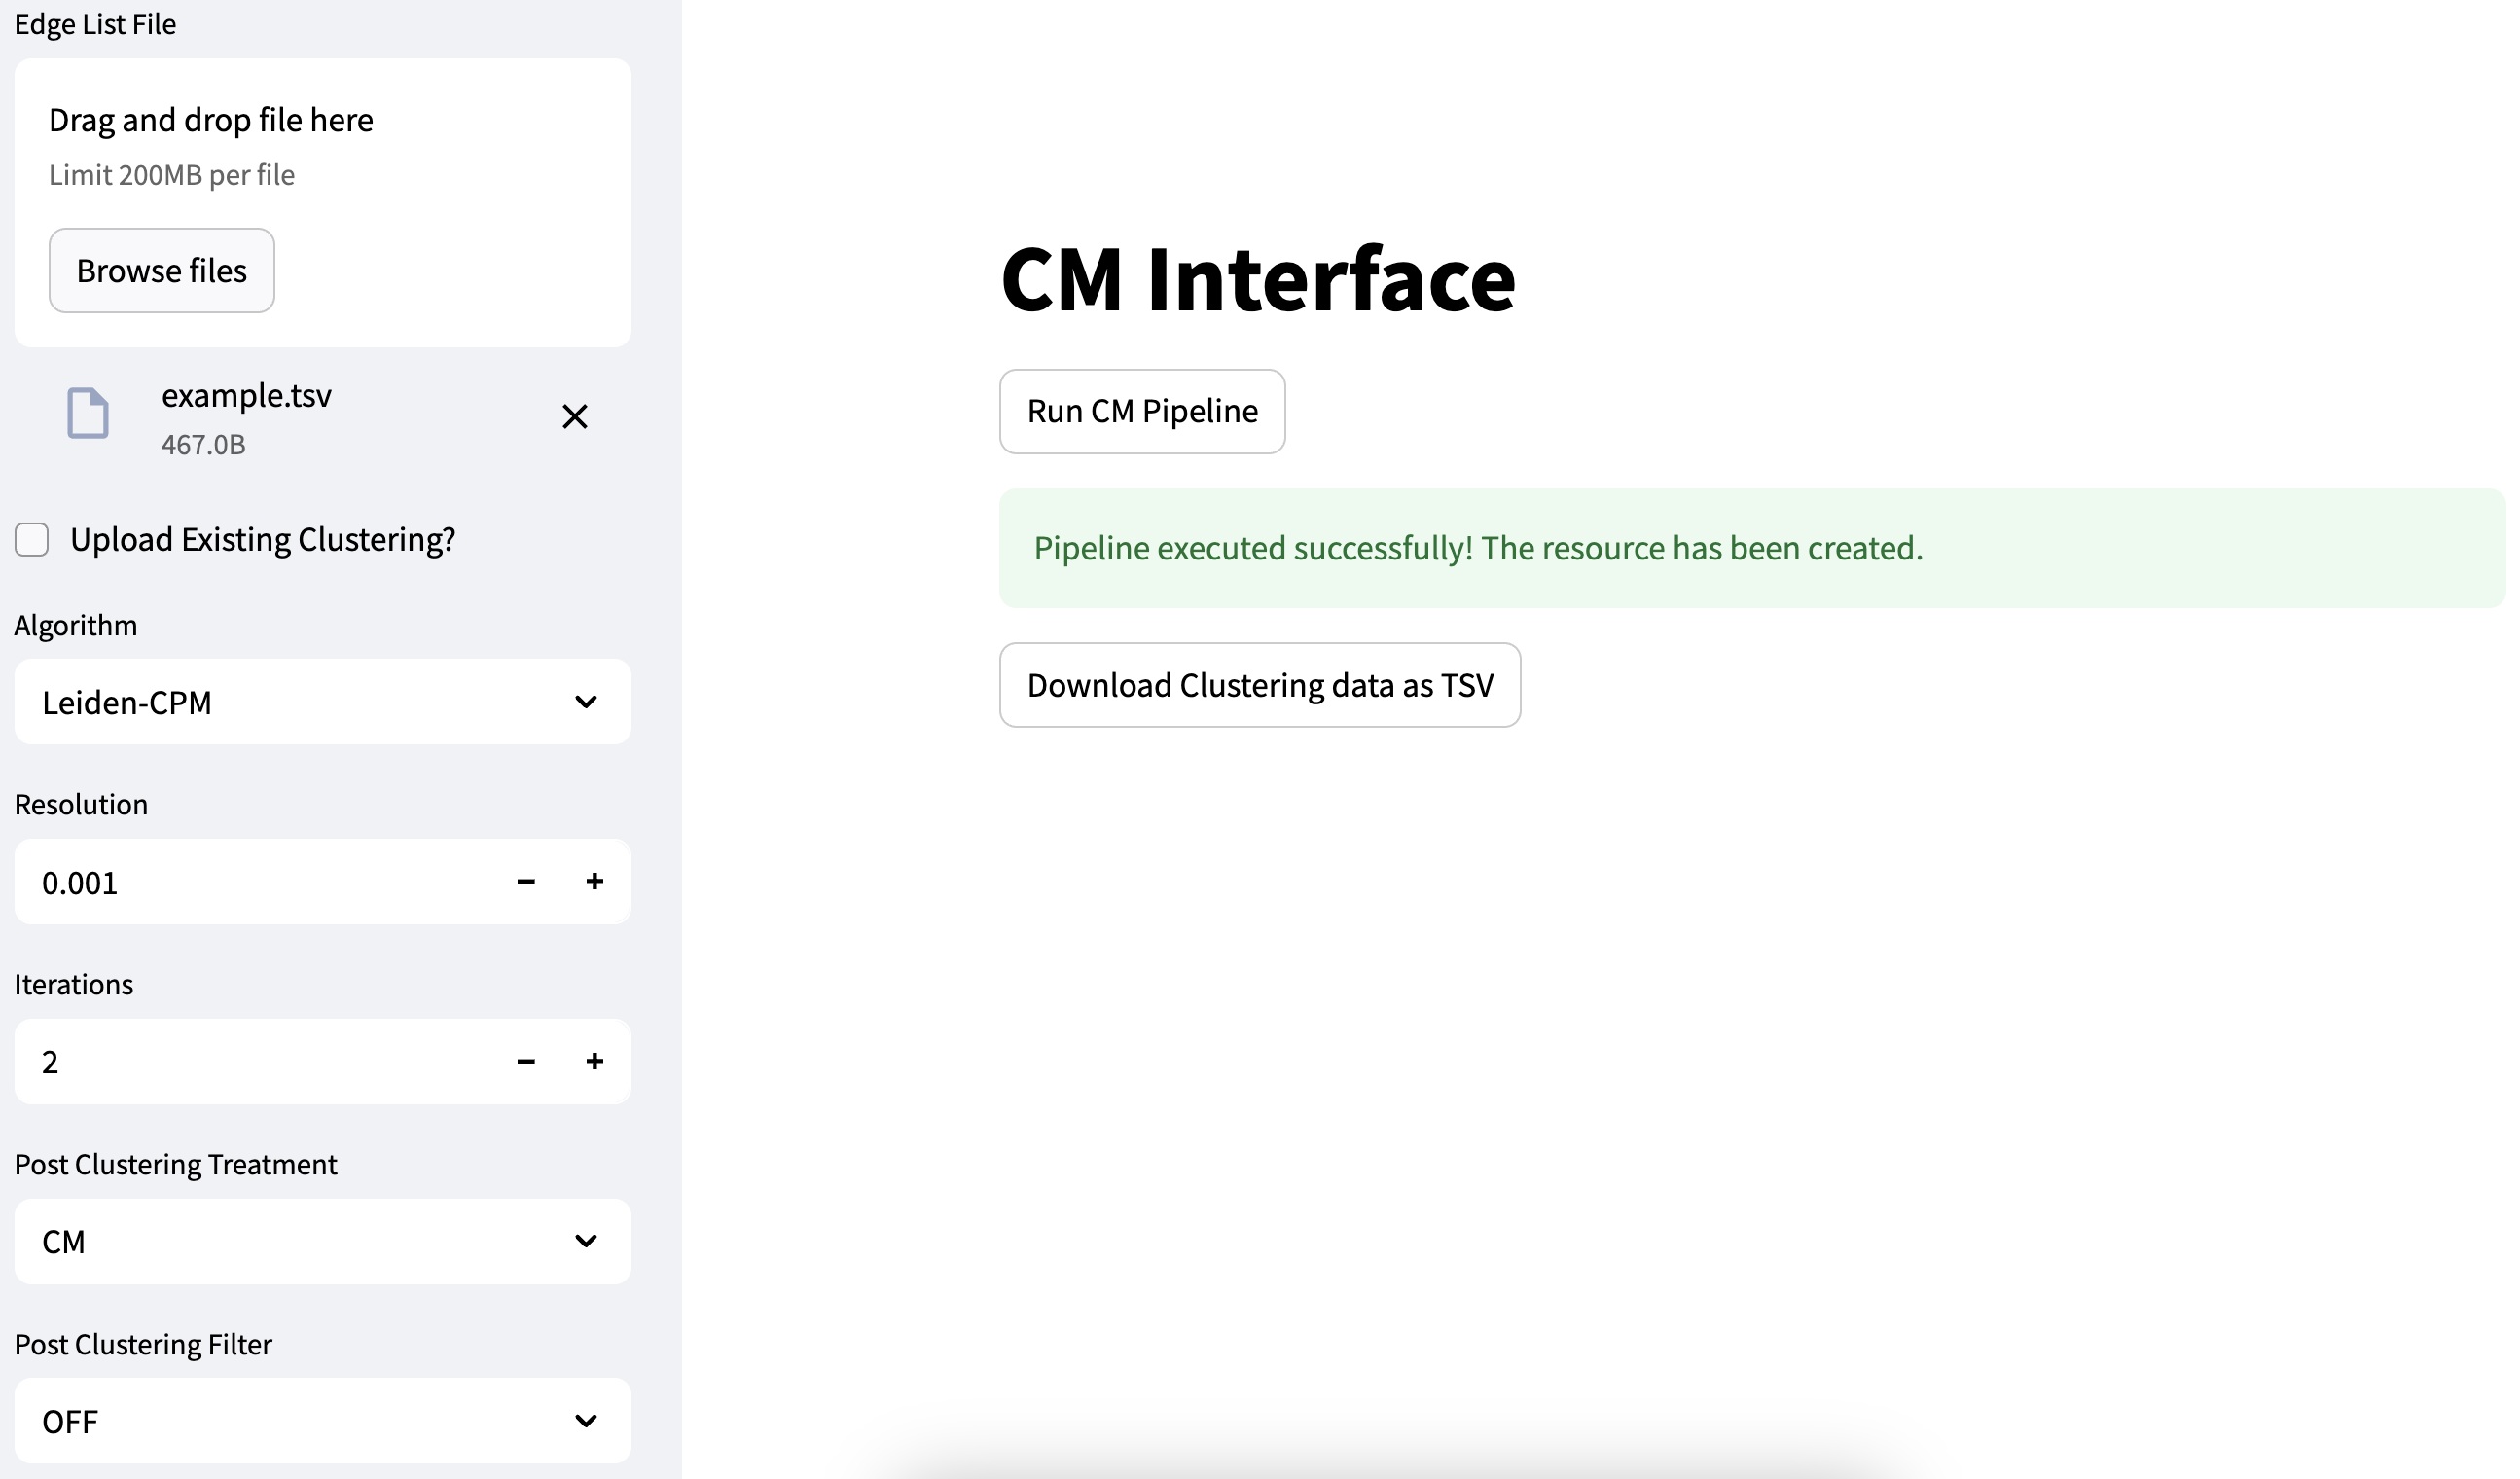 Edge List File
Drag and drop file here
Limit 200MB per file
Browse files
example.tsv
467.0B
Upload Existing Clustering?
Algorithm
Leiden-CPM
Resolution
0.001
Iterations
2
Post Clustering Treatment
CM
Post Clustering Filter
OFF
CM Interface
Run CM Pipeline
Pipeline executed successfully! The resource has been created.
Download Clustering data as TSV